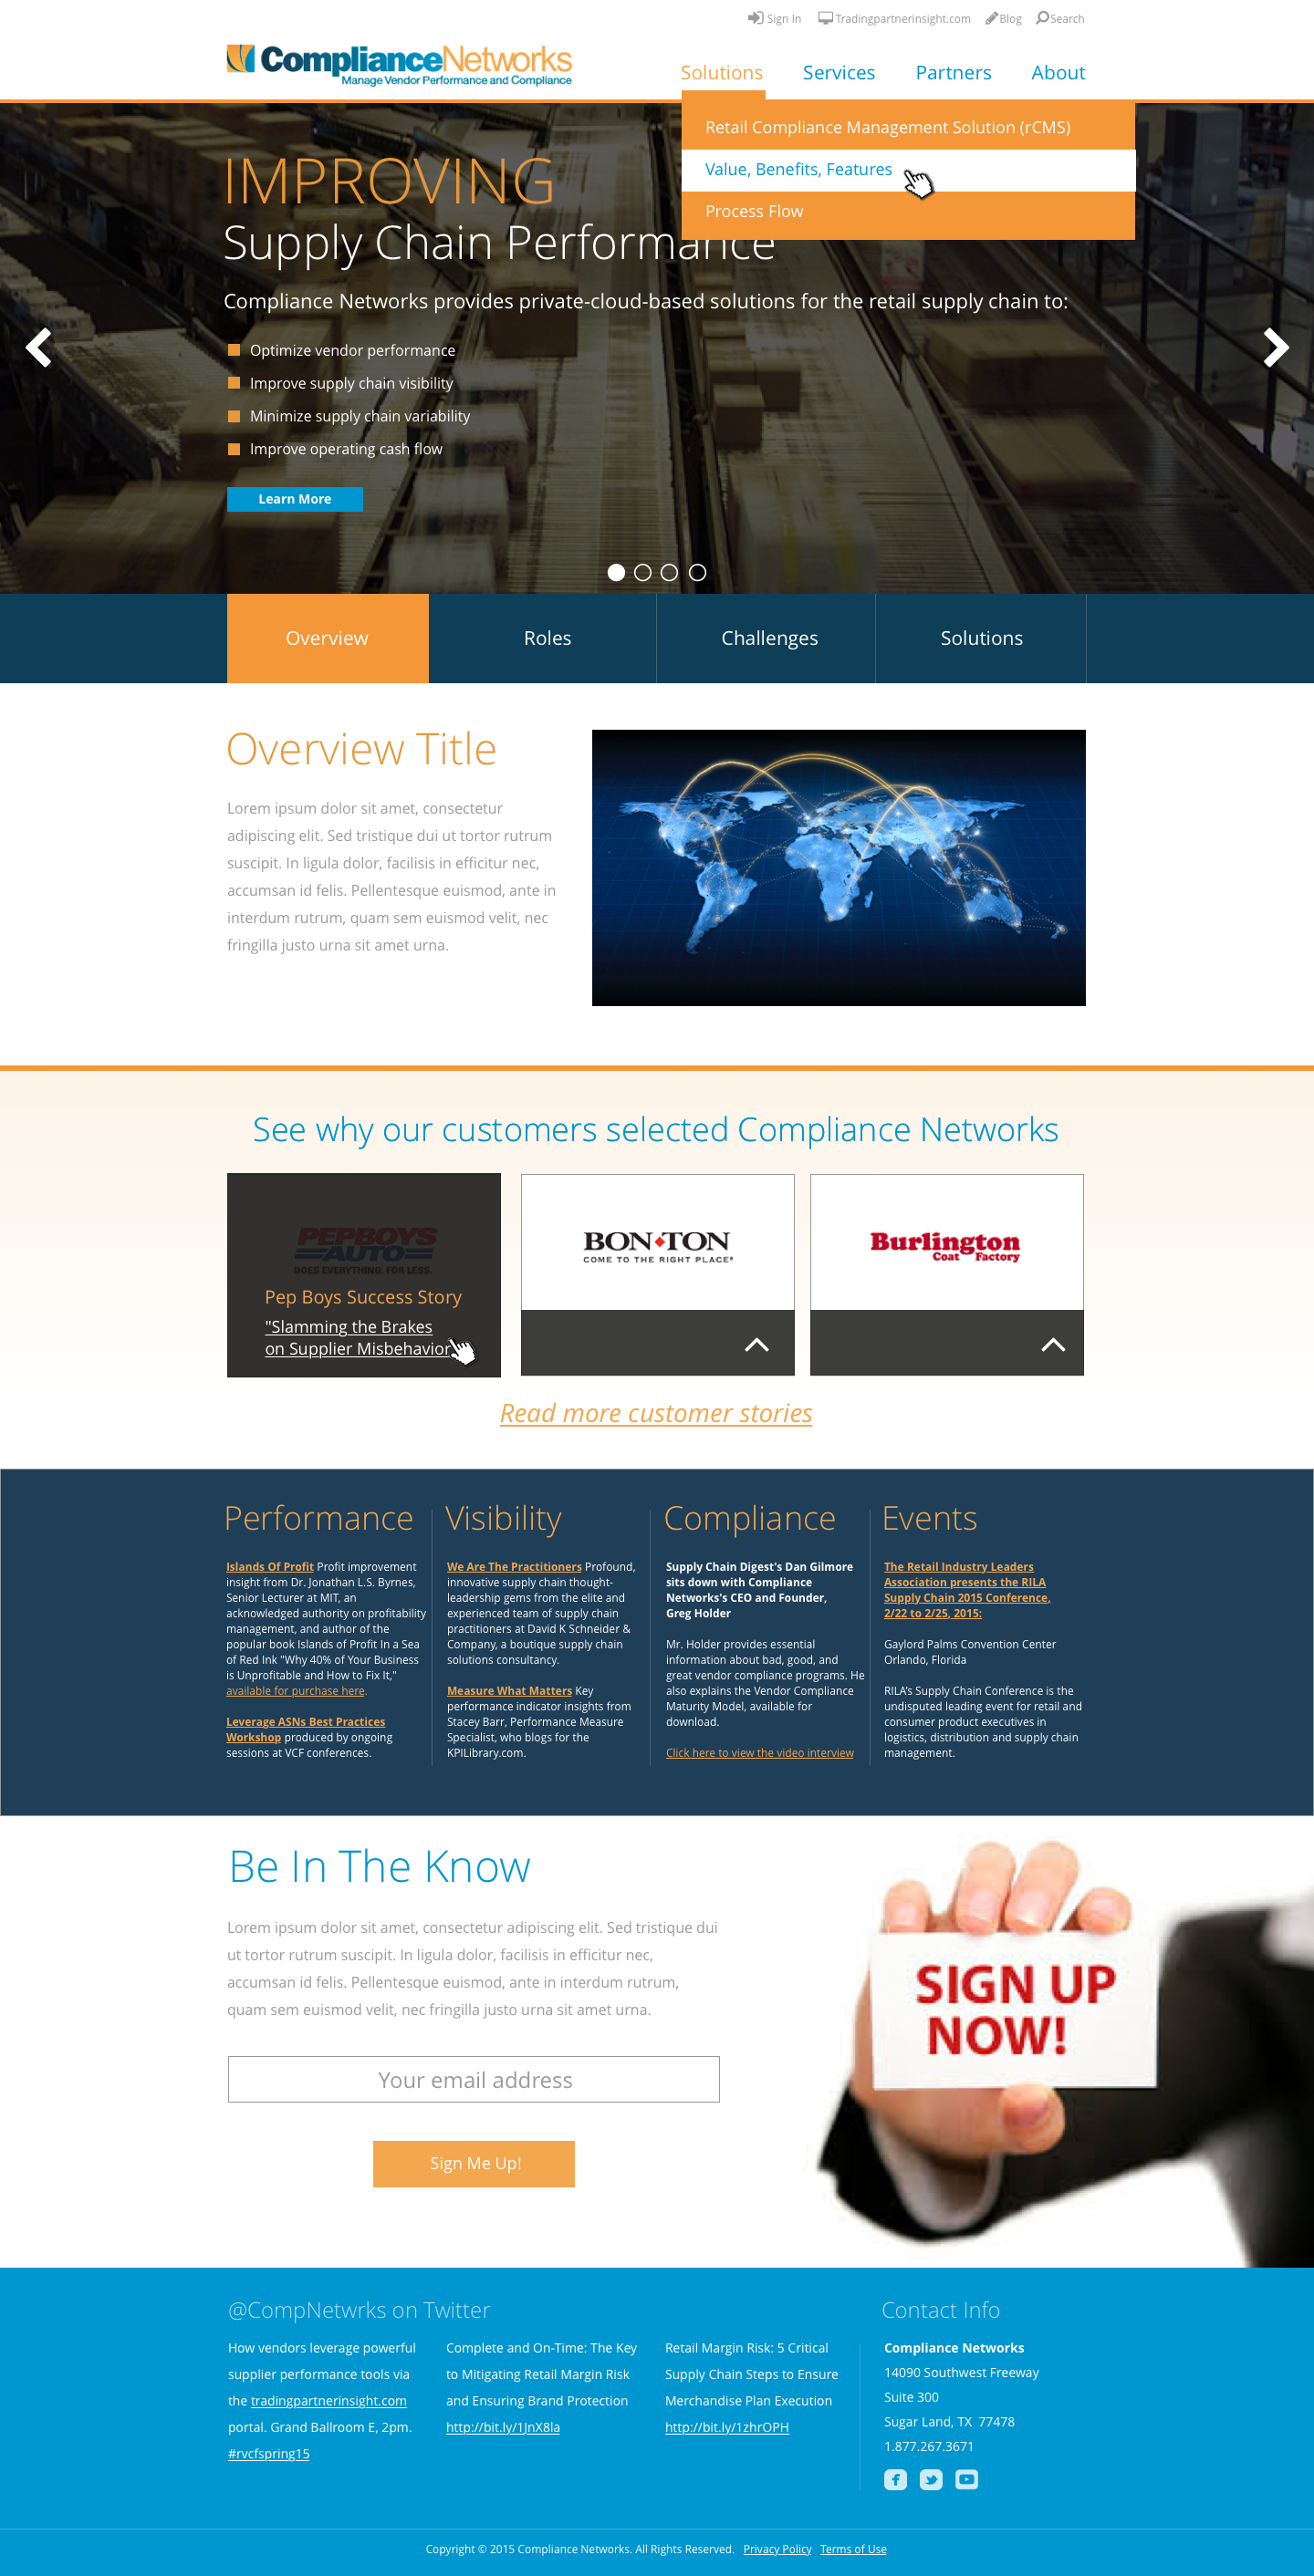 Sign In Tradingpartnerinsight.com Blog Search
ComplianceNetworks
Manage Vendor Performance and Compliance
Solutions Services Partners About
Retail Compliance Management Solution (rCMS)
Value, Benefits, Features
Process Flow
IMPROVING
Supply Chain Performance
Compliance Networks provides private-cloud-based solutions for the retail supply chain to:
Optimize vendor performance
Improve supply chain visibility
Minimize supply chain variability
Improve operating cash flow
Learn More
Overview Roles Challenges Solutions
Overview Title
Lorem ipsum dolor sit amet, consectetur
adipiscing elit. Sed tristique dui ut tortor rutrum
suscipit. In ligula dolor, facilisis in efficitur nec,
accumsan id felis. Pellentesque euismod, ante in
interdum rutrum, quam sem euismod velit, nec
fringilla justo urna sit amet urna.
See why our customers selected Compliance Networks
PEPBOYS
AUTO
DOES EVERYTHING. FOR LESS.
Pep Boys Success Story
"Slamming the Brakes
on Supplier Misbehavior
BON·TON
COME TO THE RIGHT PLACE®
Burlington
Coat Factory
Read more customer stories
Performance
Islands Of Profit Profit improvement
insight from Dr. Jonathan L.S. Byrnes,
Senior Lecturer at MIT, an
acknowledged authority on profitability
management, and author of the
popular book Islands of Profit In a Sea
of Red Ink "Why 40% of Your Business
is Unprofitable and How to Fix It,"
available for purchase here.
Leverage ASNs Best Practices
Workshop produced by ongoing
sessions at VCF conferences.
Visibility
We Are The Practitioners Profound,
innovative supply chain thought-
leadership gems from the elite and
experienced team of supply chain
practitioners at David K Schneider &
Company, a boutique supply chain
solutions consultancy.
Measure What Matters Key
performance indicator insights from
Stacey Barr, Performance Measure
Specialist, who blogs for the
KPILibrary.com.
Compliance
Supply Chain Digest's Dan Gilmore
sits down with Compliance
Networks's CEO and Founder,
Greg Holder
Mr. Holder provides essential
information about bad, good, and
great vendor compliance programs. He
also explains the Vendor Compliance
Maturity Model, available for
download.
Click here to view the video interview
Events
The Retail Industry Leaders
Association presents the RILA
Supply Chain 2015 Conference,
2/22 to 2/25, 2015:
Gaylord Palms Convention Center
Orlando, Florida
RILA's Supply Chain Conference is the
undisputed leading event for retail and
consumer product executives in
logistics, distribution and supply chain
management.
Be In The Know
Lorem ipsum dolor sit amet, consectetur adipiscing elit. Sed tristique dui
ut tortor rutrum suscipit. In ligula dolor, facilisis in efficitur nec,
accumsan id felis. Pellentesque euismod, ante in interdum rutrum,
quam sem euismod velit, nec fringilla justo urna sit amet urna.
Your email address
Sign Me Up!
SIGN UP
NOW!
@CompNetwrks on Twitter
How vendors leverage powerful
supplier performance tools via
the tradingpartnerinsight.com
portal. Grand Ballroom E, 2pm.
#rvcfspring15
Complete and On-Time: The Key
to Mitigating Retail Margin Risk
and Ensuring Brand Protection
http://bit.ly/1JnX8la
Retail Margin Risk: 5 Critical
Supply Chain Steps to Ensure
Merchandise Plan Execution
http://bit.ly/1zhrOPH
Contact Info
Compliance Networks
14090 Southwest Freeway
Suite 300
Sugar Land, TX 77478
1.877.267.3671
Copyright © 2015 Compliance Networks. All Rights Reserved. Privacy Policy Terms of Use